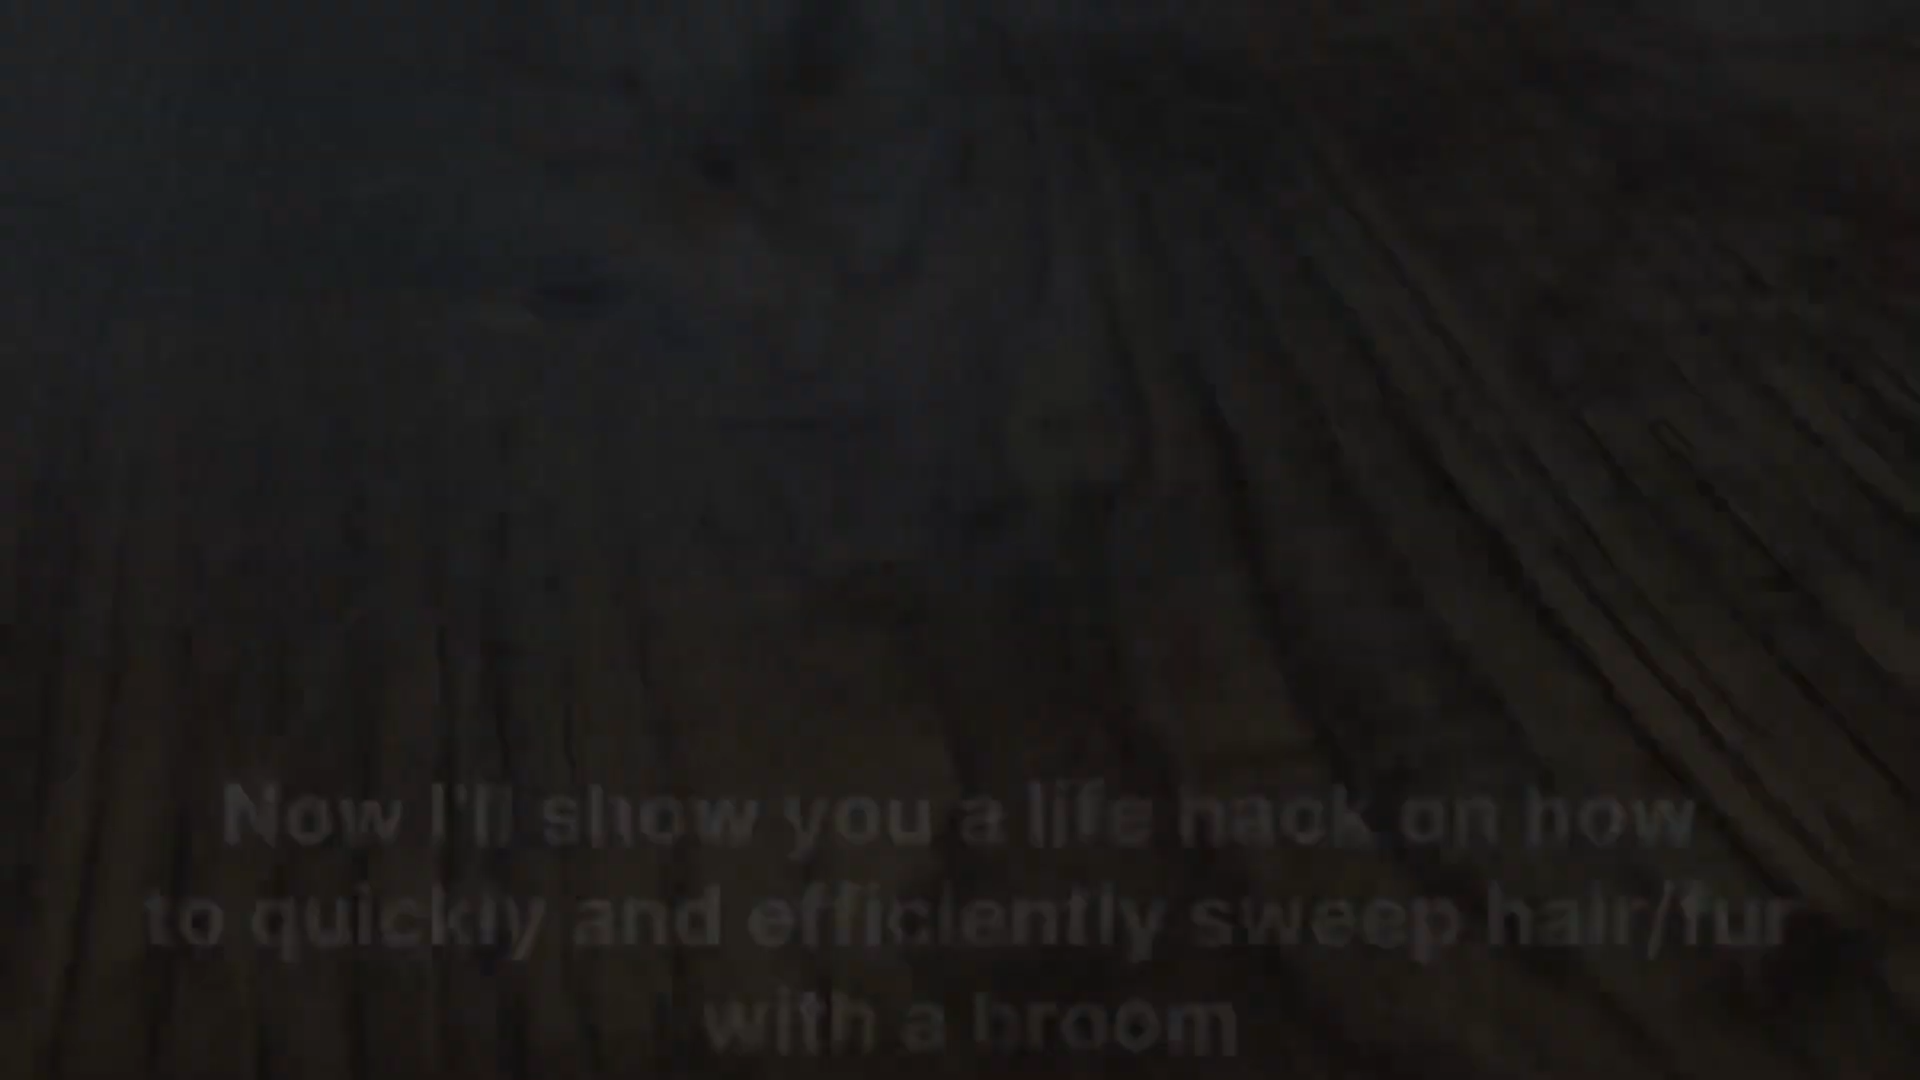 Now I'll show you a life hack on how
to quickly and efficiently sweep hair/fur
with a broom